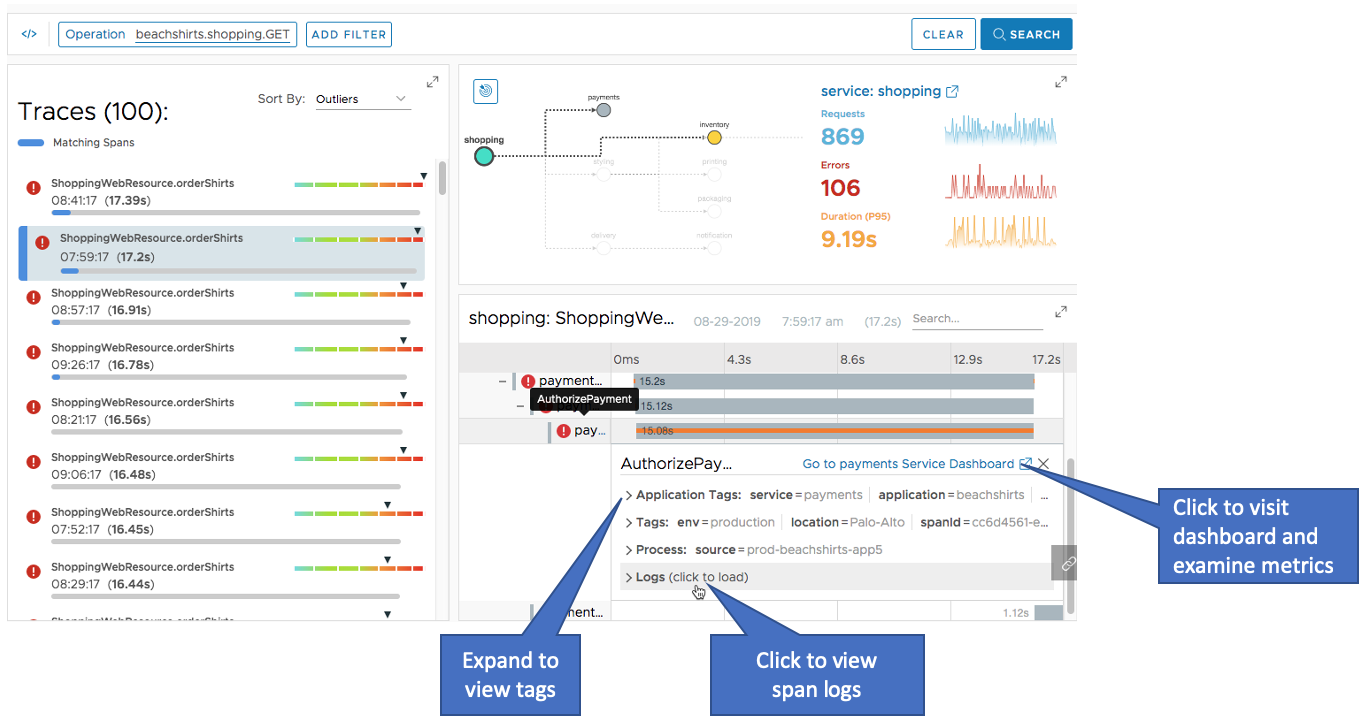 </>
Operation beachshirts.shopping.GET
ADD FILTER
CLEAR
SEARCH
Traces (100):
Sort By: Outliers
Matching Spans
ShoppingWebResource.orderShirts
08:41:17 (17.39s)
ShoppingWebResource.orderShirts
07:59:17 (17.2s)
ShoppingWebResource.orderShirts
08:57:17 (16.91s)
ShoppingWebResource.orderShirts
09:26:17 (16.78s)
ShoppingWebResource.orderShirts
08:21:17 (16.56s)
ShoppingWebResource.orderShirts
09:06:17 (16.48s)
ShoppingWebResource.orderShirts
07:52:17 (16.45s)
ShoppingWebResource.orderShirts
08:29:17 (16.44s)
shopping
payments
inventory
styling
printing
packaging
delivery
notification
service: shopping
Requests
869
Errors
106
Duration (P95)
9.19s
shopping: ShoppingWe...
08-29-2019 7:59:17 am (17.2s)
Search...
0ms 4.3s 8.6s 12.9s 17.2s
payment... 15.2s
AuthorizePayment
15.12s
pay... 15.08s
AuthorizePay...
Go to payments Service Dashboard
Application Tags: service=payments application=beachshirts ...
Tags: env=production location=Palo-Alto spanId=cc6d4561-e...
Process: source=prod-beachshirts-app5
Logs (click to load)
1.12s
Click to visit
dashboard and
examine metrics
Expand to
view tags
Click to view
span logs